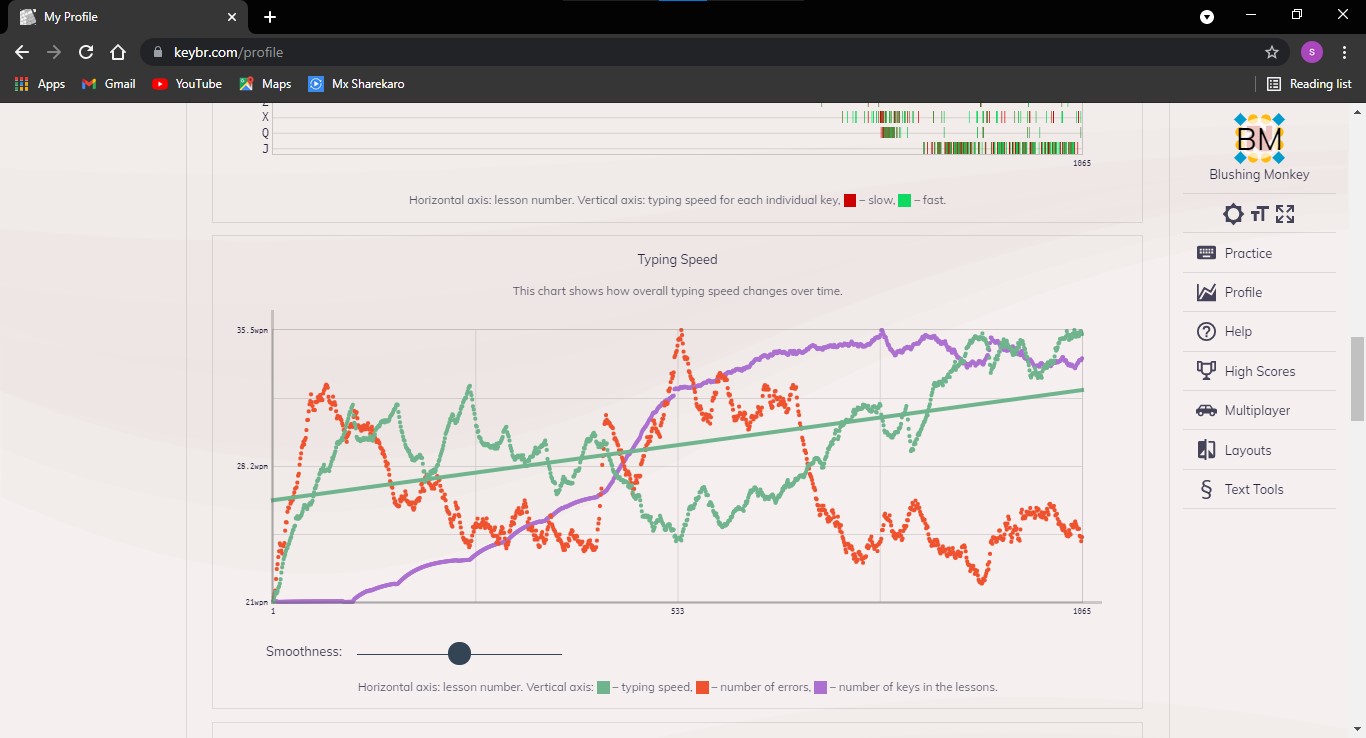 My Profile
keybr.com/profile
S
Apps Gmail YouTube Maps Mx Sharekaro Reading list
X
Q
J
1065
Horizontal axis: lesson number. Vertical axis: typing speed for each individual key, – slow, – fast.
Typing Speed
This chart shows how overall typing speed changes over time.
35.5wpm
28.2wpm
21wpm
1 533 1065
Smoothness:
Horizontal axis: lesson number. Vertical axis: – typing speed, – number of errors, – number of keys in the lessons.
BM
Blushing Monkey
TT
Practice
Profile
Help
High Scores
Multiplayer
Layouts
§ Text Tools